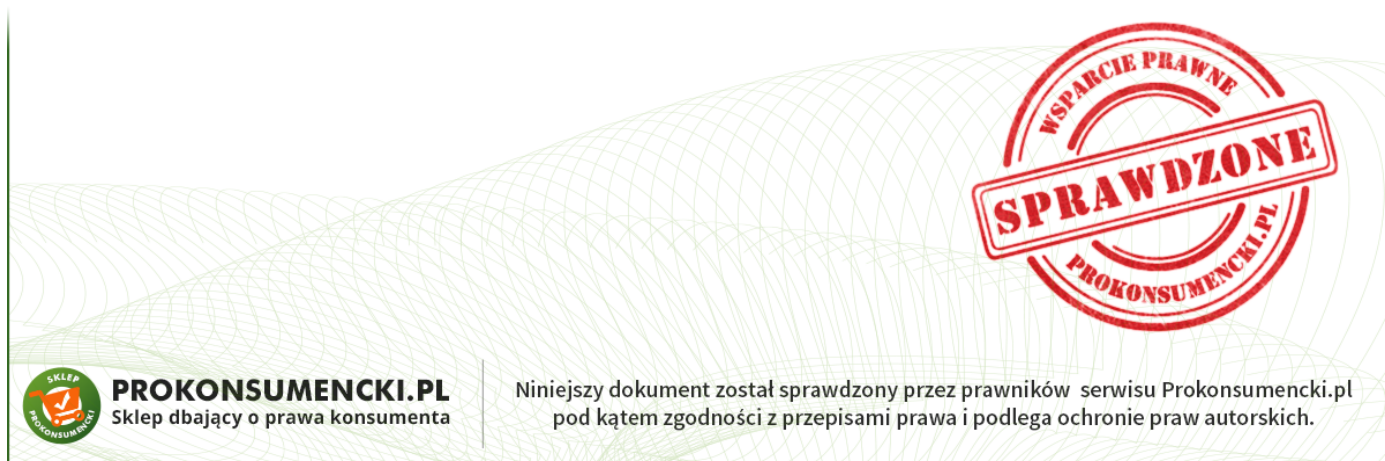 WSPARCIE PRAWNE
SPRAWDZONE
PROKONSUMENCKI.PL
SKLEP
PROKONSUMENCKI
PROKONSUMENCKI.PL
Sklep dbający o prawa konsumenta
Niniejszy dokument został sprawdzony przez prawników serwisu Prokonsumencki.pl
pod kątem zgodności z przepisami prawa i podlega ochronie praw autorskich.